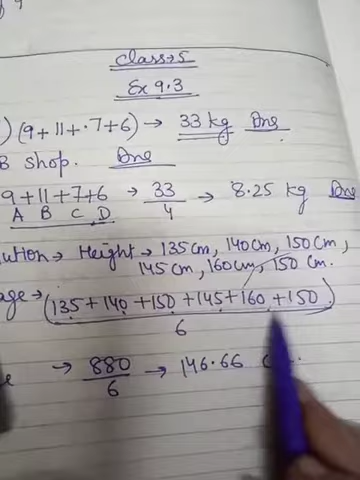 Class→5
Ex 9.3
) (9+11+.7+6) → 33 kg Ans
B shop. Ans
9+11+7+6 → 33/4 → 8.25 kg Ans
A B C D
ution → Height → 135 cm, 140 cm, 150 cm,
145 cm, 160 cm, 150 cm.
age → (135+140+150+145+160+150)
6
→ 880/6 → 146.66